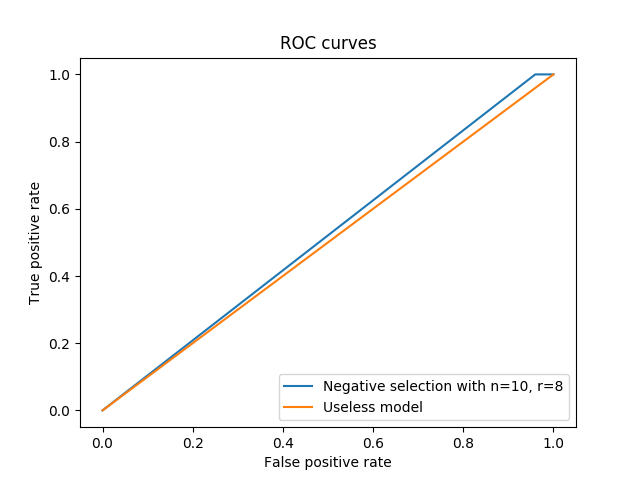 ROC curves
True positive rate
1.0
0.8
0.6
0.4
0.2
0.0
0.0 0.2 0.4 0.6 0.8 1.0
False positive rate
Negative selection with n=10, r=8
Useless model